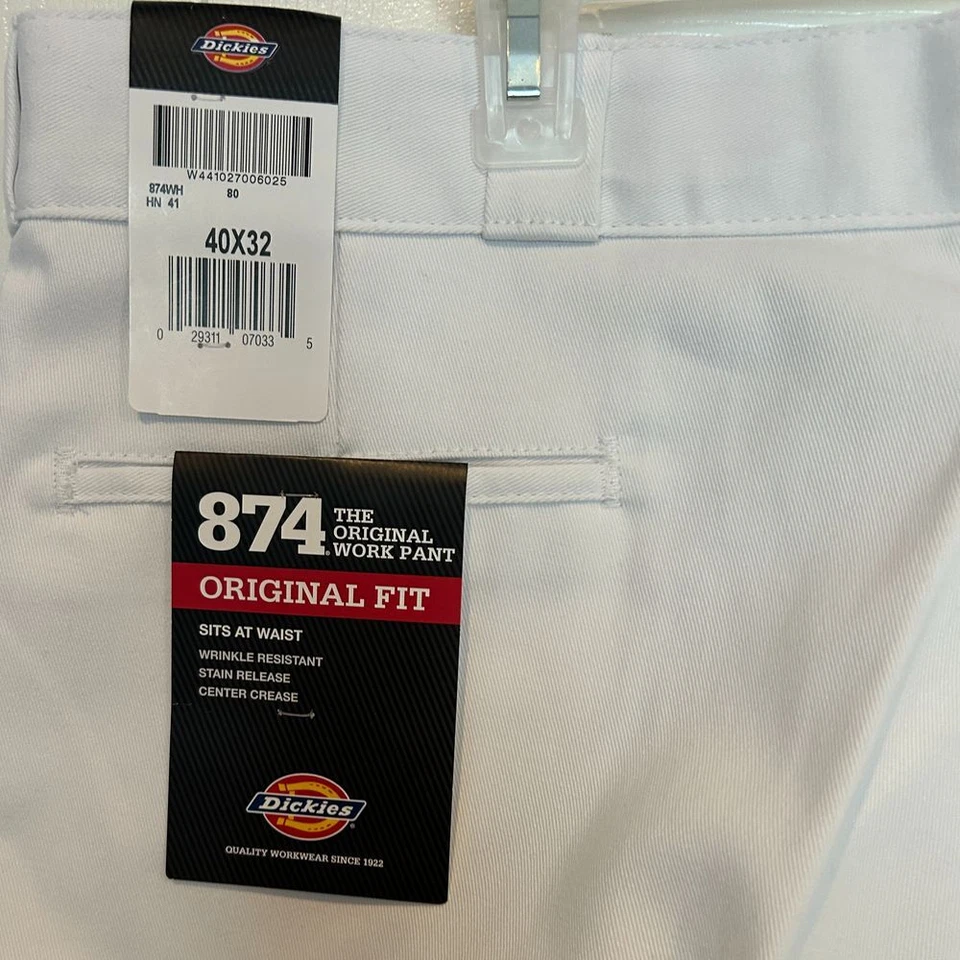 Dickies
W441027006025
874WH 80
HN 41
40X32
0 29311 07033 5
874® THE
ORIGINAL
WORK PANT
ORIGINAL FIT
SITS AT WAIST
WRINKLE RESISTANT
STAIN RELEASE
CENTER CREASE
Dickies®
QUALITY WORKWEAR SINCE 1922